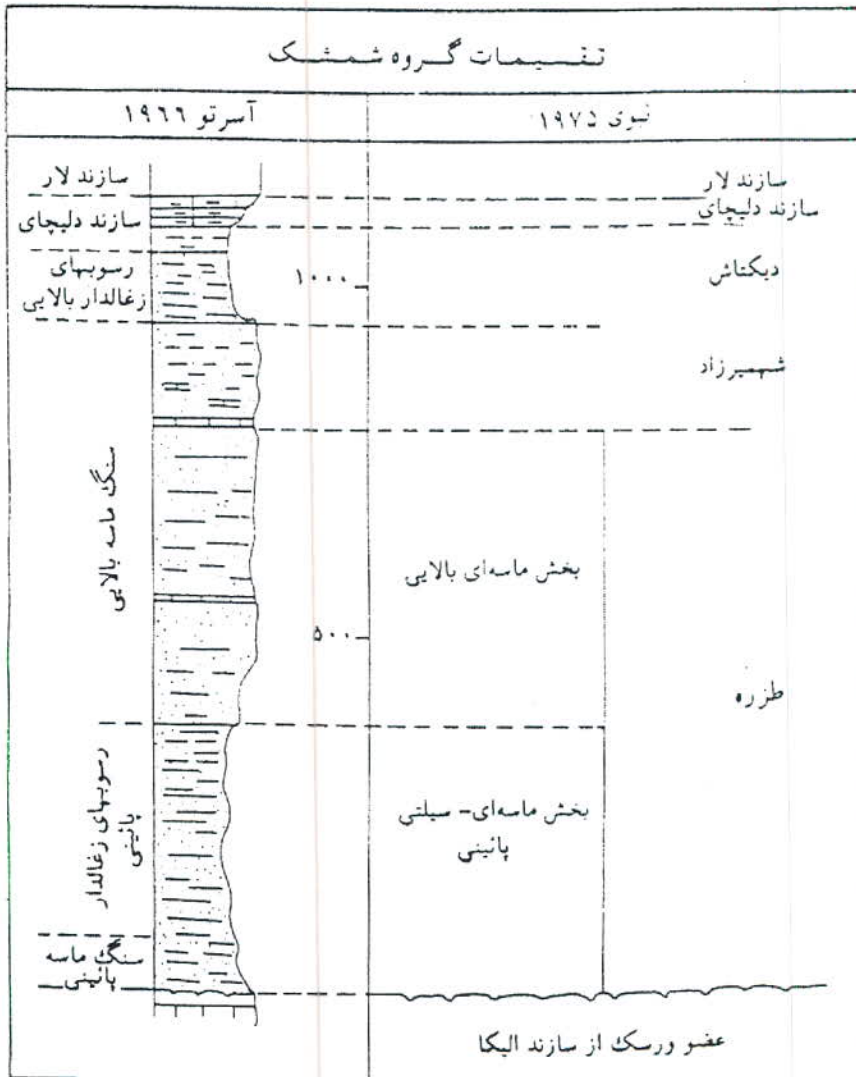 تقسیمات گروه شمشک
نبوی ۱۹۷۵
آسرتو ۱۹٦٦
سازند لار
سازند لار
سازند دلیچای
سازند دلیچای
رسوبهای
زغالدار بالایی
۱۰۰۰
دیکتاش
شهمیرزاد
سنگ ماسه بالایی
بخش ماسه‌ای بالایی
۵۰۰
طزره
رسوبهای زغالدار
پائینی
بخش ماسه‌ای- سیلتی
پائینی
سنگ ماسه
پائینی
عضو ورسک از سازند الیکا